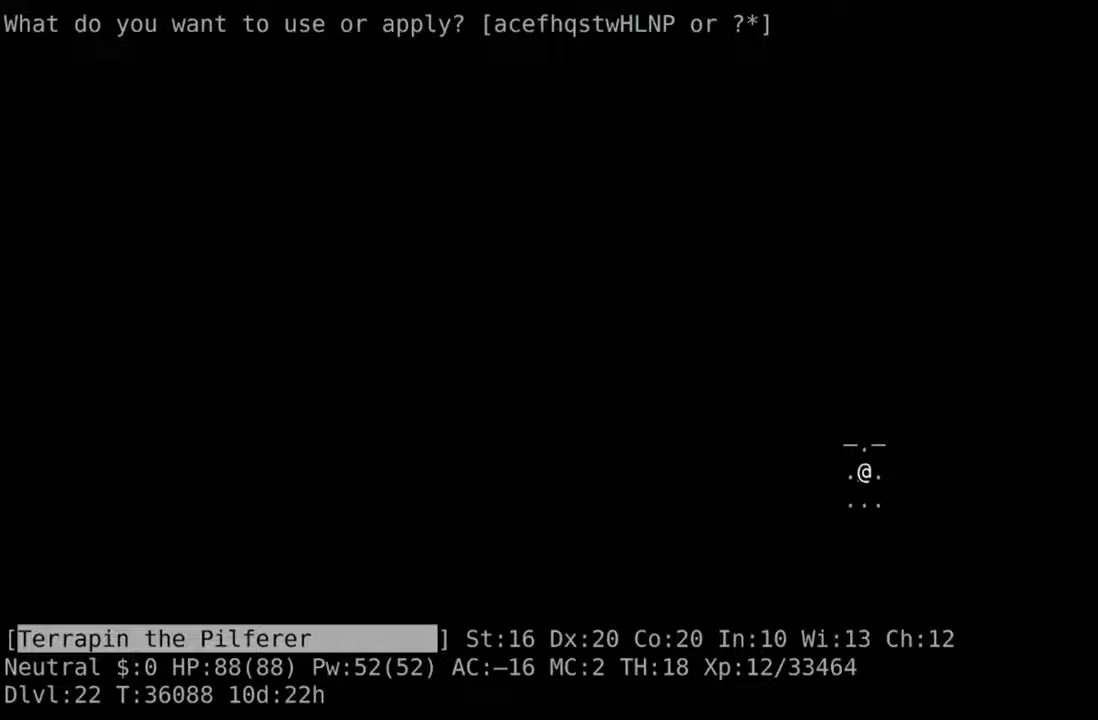 What do you want to use or apply? [acefhqstwHLNP or ?*]
—.—
.@.
...
[Terrapin the Pilferer         ] St:16 Dx:20 Co:20 In:10 Wi:13 Ch:12
Neutral $:0 HP:88(88) Pw:52(52) AC:–16 MC:2 TH:18 Xp:12/33464
Dlvl:22 T:36088 10d:22h